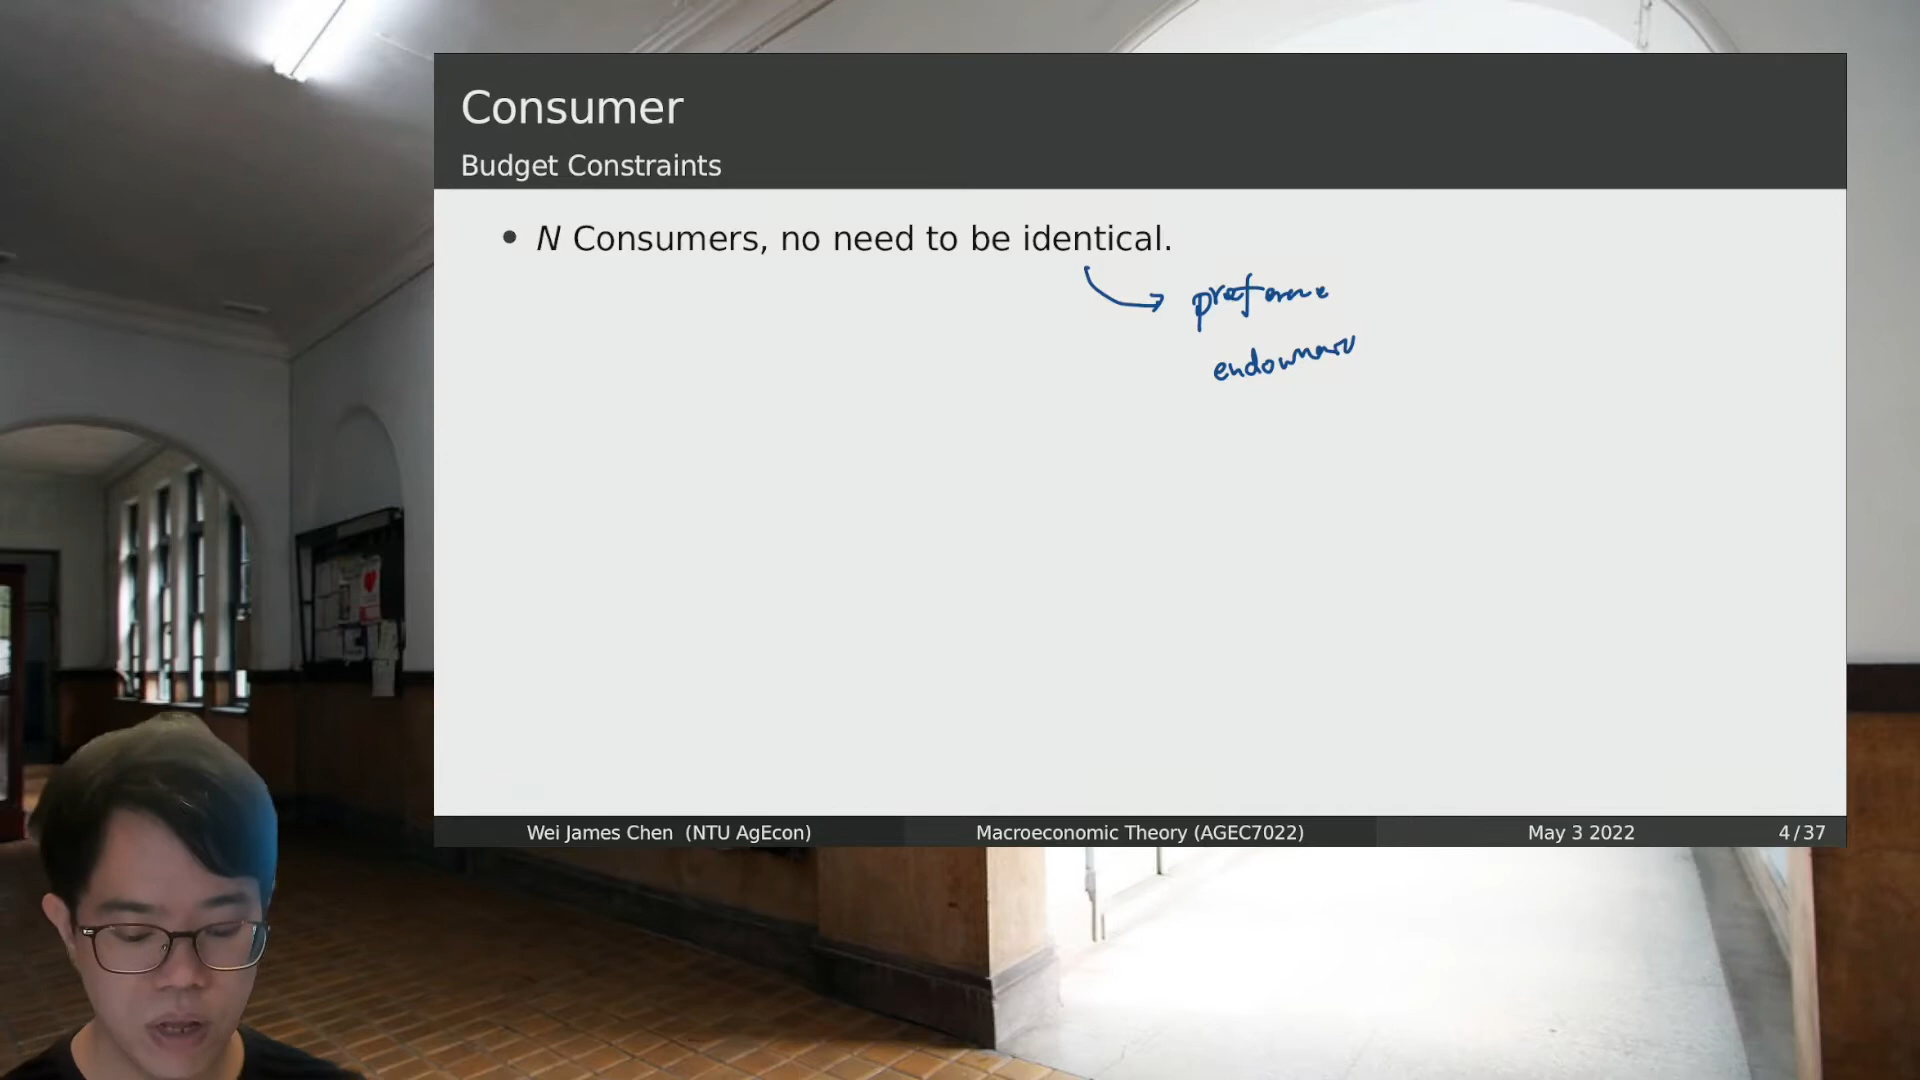 Consumer
Budget Constraints
• N Consumers, no need to be identical.
preference
endowment
Wei James Chen (NTU AgEcon) Macroeconomic Theory (AGEC7022) May 3 2022 4/37